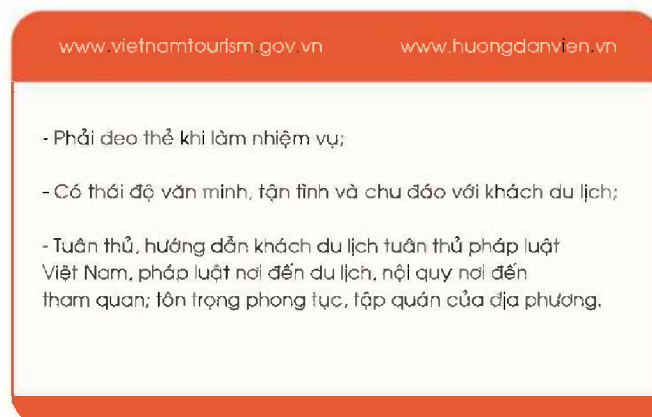 www.vietnamtourism.gov.vn www.huongdanvien.vn
- Phải đeo thẻ khi làm nhiệm vụ;
- Có thái độ văn minh, tận tình và chu đáo với khách du lịch;
- Tuân thủ, hướng dẫn khách du lịch tuân thủ pháp luật
Việt Nam, pháp luật nơi đến du lịch, nội quy nơi đến
tham quan; tôn trọng phong tục, tập quán của địa phương.